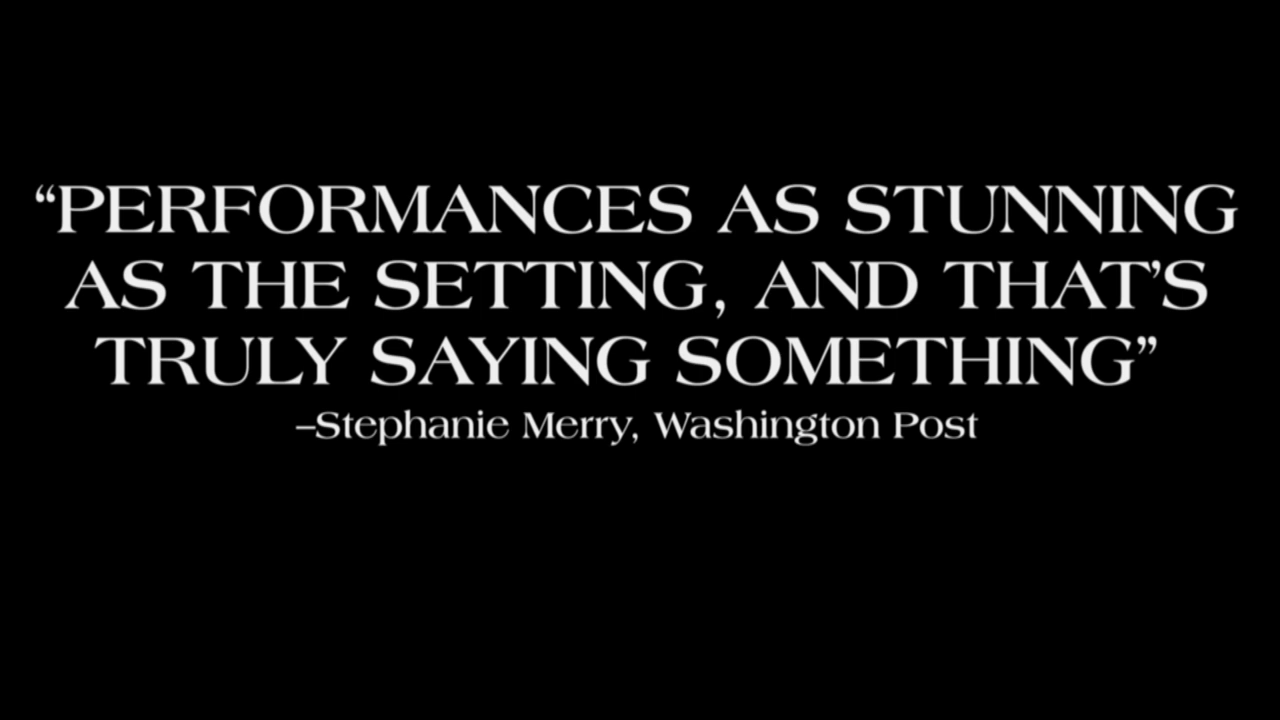 “PERFORMANCES AS STUNNING
AS THE SETTING, AND THAT’S
TRULY SAYING SOMETHING”
–Stephanie Merry, Washington Post